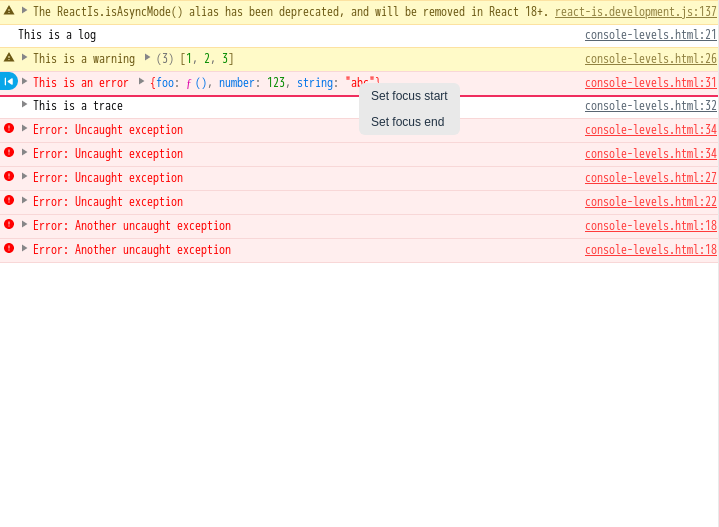 The ReactIs.isAsyncMode() alias has been deprecated, and will be removed in React 18+. react-is.development.js:137
This is a log console-levels.html:21
This is a warning (3) [1, 2, 3] console-levels.html:26
This is an error {foo: ƒ (), number: 123, string: "abc"} console-levels.html:31
Set focus start
This is a trace console-levels.html:32
Set focus end
Error: Uncaught exception console-levels.html:34
Error: Uncaught exception console-levels.html:34
Error: Uncaught exception console-levels.html:27
Error: Uncaught exception console-levels.html:22
Error: Another uncaught exception console-levels.html:18
Error: Another uncaught exception console-levels.html:18